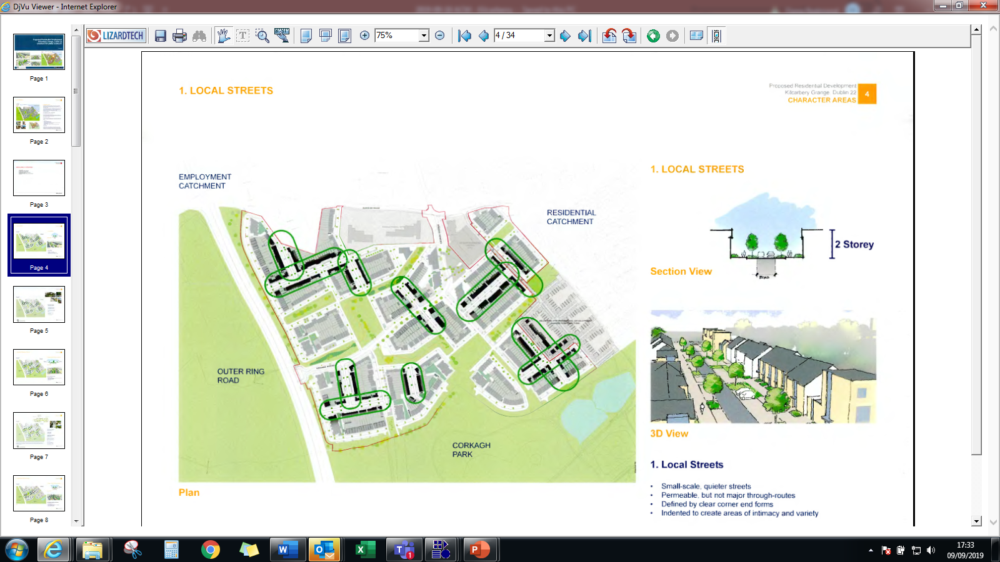 DjVu Viewer - Internet Explorer
LIZARDTECH
75%
4 / 34
Page 1
Page 2
Page 3
Page 4
Page 5
Page 6
Page 7
Page 8
1. LOCAL STREETS
Proposed Residential Development
Kilcarbery Grange, Dublin 22
CHARACTER AREAS
4
EMPLOYMENT
CATCHMENT
RESIDENTIAL
CATCHMENT
OUTER RING
ROAD
CORKAGH
PARK
Plan
1. LOCAL STREETS
2 Storey
ROAD
Section View
3D View
1. Local Streets
• Small-scale, quieter streets
• Permeable, but not major through-routes
• Defined by clear corner end forms
• Indented to create areas of intimacy and variety
1
17:33
09/09/2019